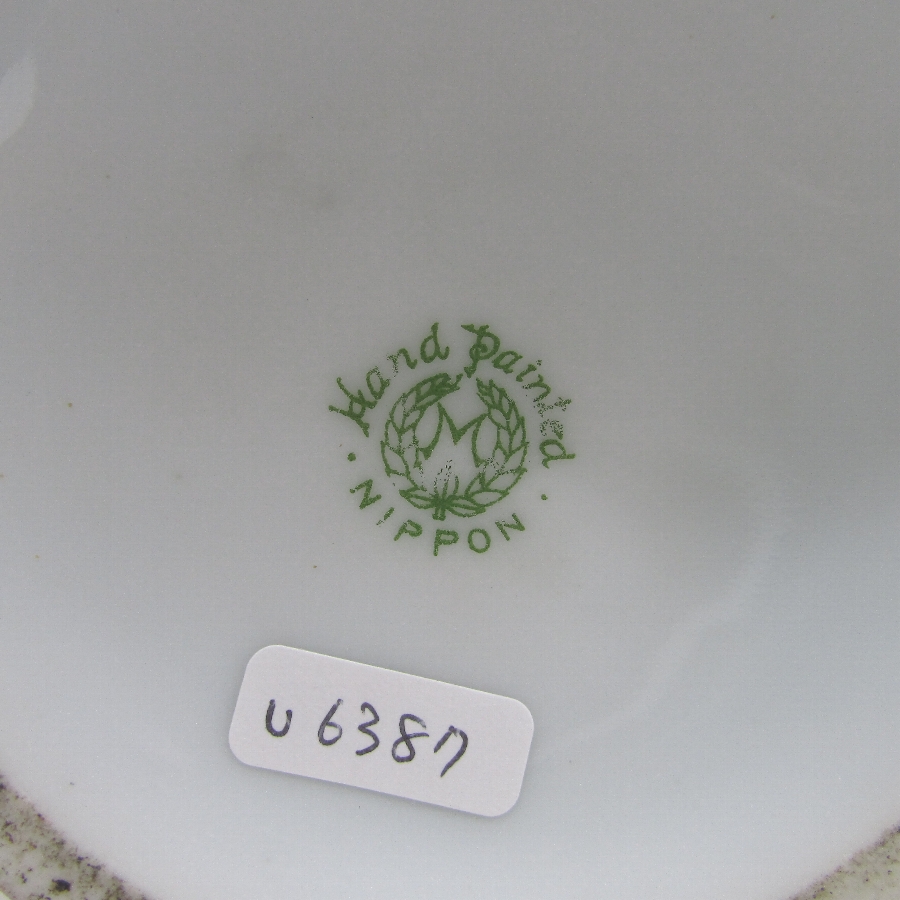 Hand Painted
M
NIPPON
U 6387